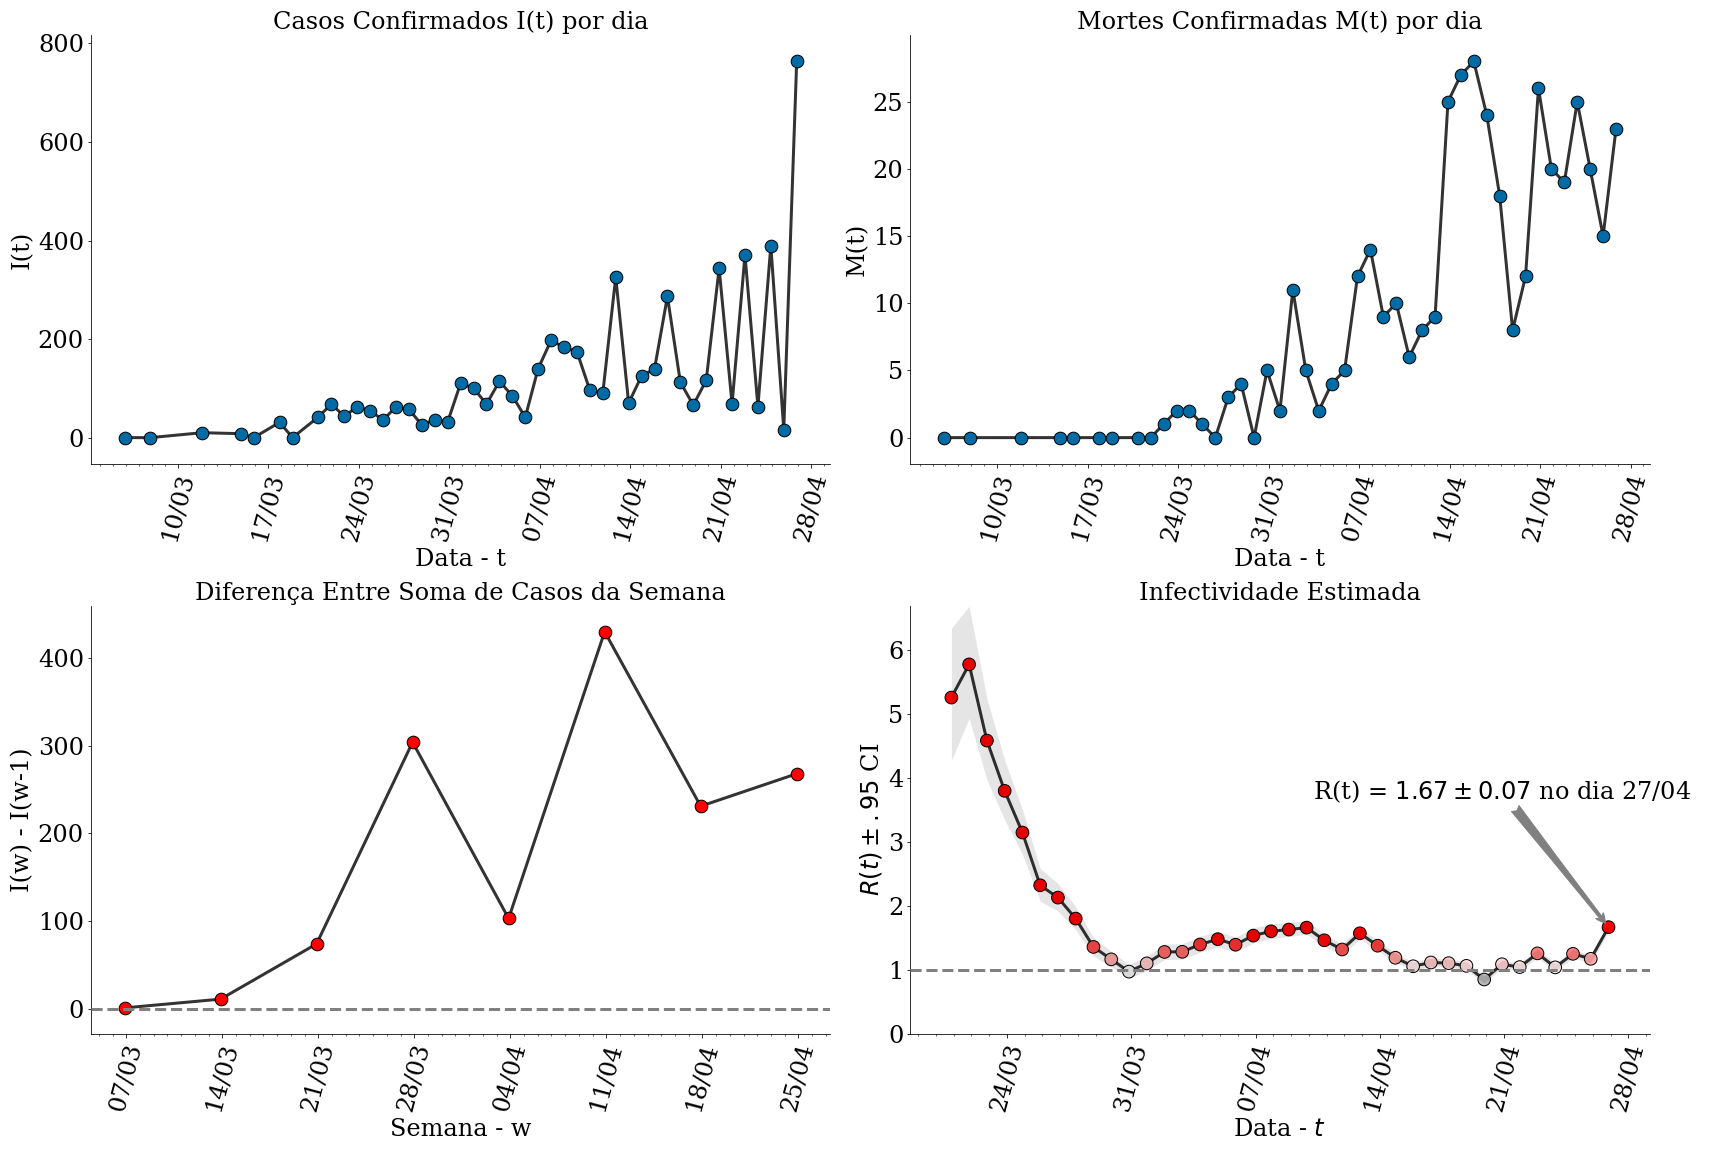 Casos Confirmados I(t) por dia
I(t)
800
600
400
200
0
10/03 17/03 24/03 31/03 07/04 14/04 21/04 28/04
Data - t
Mortes Confirmadas M(t) por dia
M(t)
25
20
15
10
5
0
10/03 17/03 24/03 31/03 07/04 14/04 21/04 28/04
Data - t
Diferença Entre Soma de Casos da Semana
I(w) - I(w-1)
400
300
200
100
0
07/03 14/03 21/03 28/03 04/04 11/04 18/04 25/04
Semana - w
Infectividade Estimada
R(t) ± .95 CI
6
5
4
3
2
1
0
R(t) = 1.67 ± 0.07 no dia 27/04
24/03 31/03 07/04 14/04 21/04 28/04
Data - t